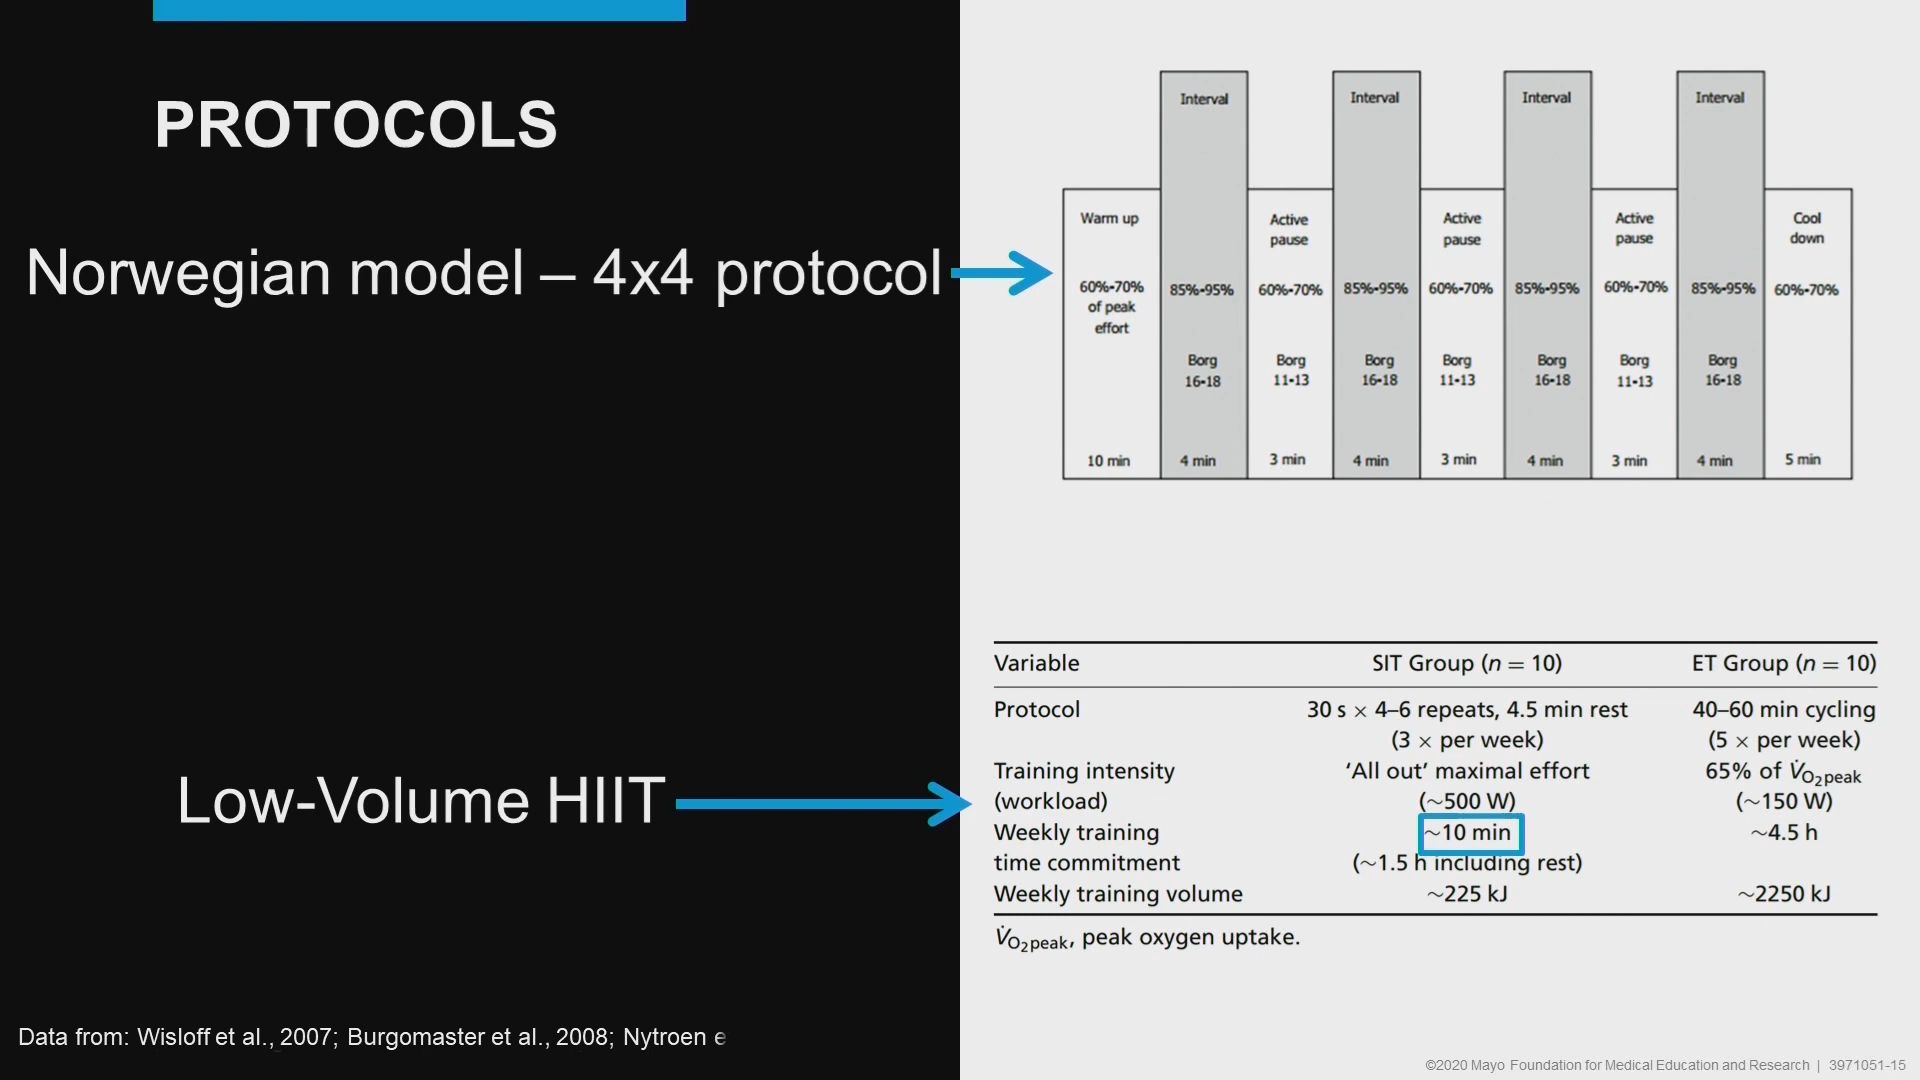 PROTOCOLS
Norwegian model – 4x4 protocol
Low-Volume HIIT
Data from: Wisloff et al., 2007; Burgomaster et al., 2008; Nytroen e
Interval Interval Interval Interval
Warm up Active Active Active Cool
pause pause pause down
60%-70% 85%-95% 60%-70% 85%-95% 60%-70% 85%-95% 60%-70% 85%-95% 60%-70%
of peak
effort
Borg Borg Borg Borg Borg Borg Borg
16-18 11-13 16-18 11-13 16-18 11-13 16-18
10 min 4 min 3 min 4 min 3 min 4 min 3 min 4 min 5 min
Variable SIT Group (n = 10) ET Group (n = 10)
Protocol 30 s × 4–6 repeats, 4.5 min rest 40–60 min cycling
(3 × per week) (5 × per week)
Training intensity 'All out' maximal effort 65% of V̇O2peak
(workload) (~500 W) (~150 W)
Weekly training ~10 min ~4.5 h
time commitment (~1.5 h including rest)
Weekly training volume ~225 kJ ~2250 kJ
V̇O2peak, peak oxygen uptake.
©2020 Mayo Foundation for Medical Education and Research | 3971051-15